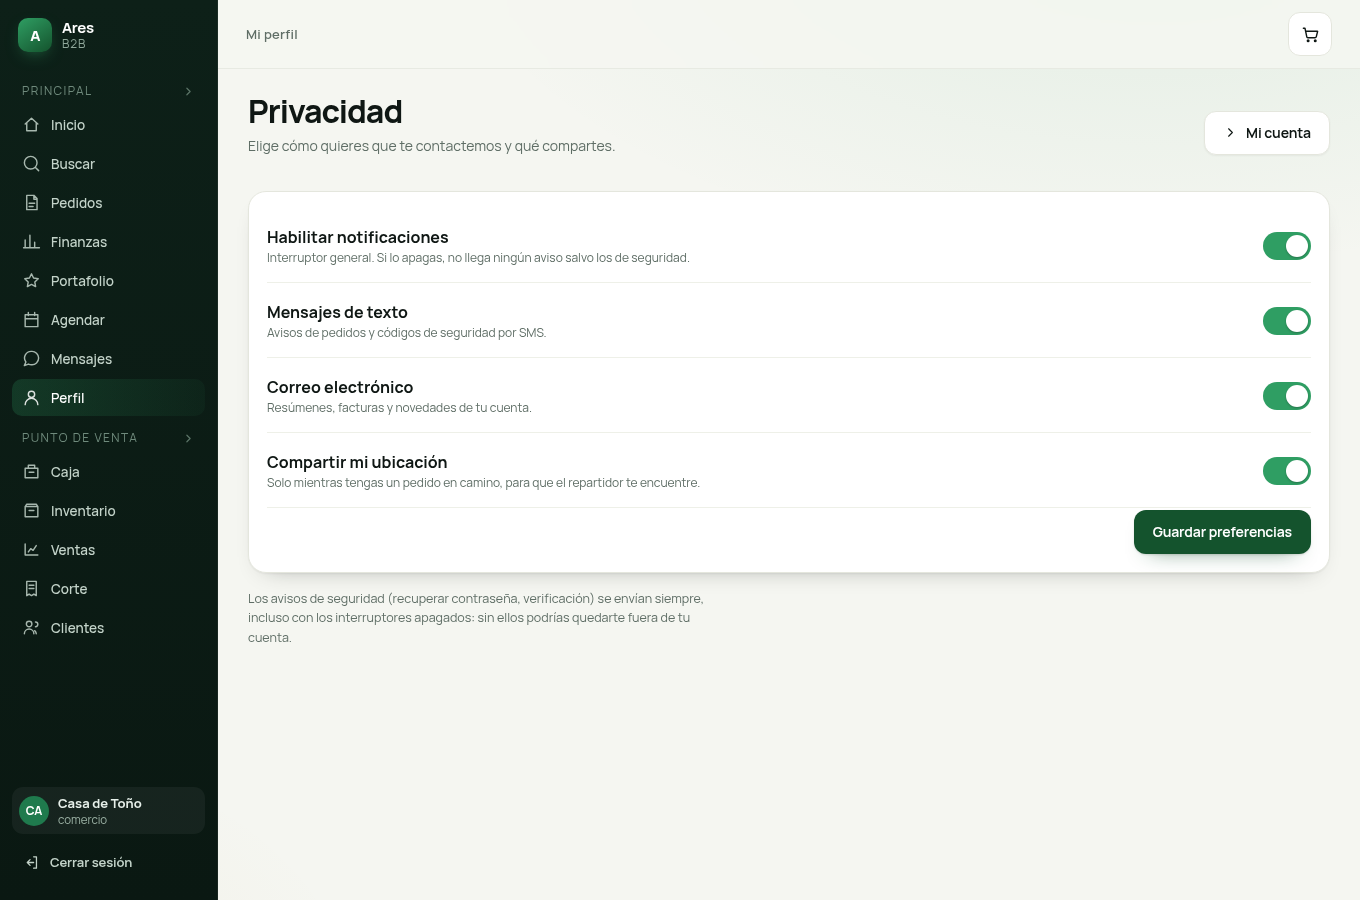 A
Ares
B2B
PRINCIPAL
Inicio
Buscar
Pedidos
Finanzas
Portafolio
Agendar
Mensajes
Perfil
PUNTO DE VENTA
Caja
Inventario
Ventas
Corte
Clientes
CA
Casa de Toño
comercio
Cerrar sesión
Mi perfil
Privacidad
Elige cómo quieres que te contactemos y qué compartes.
Mi cuenta
Habilitar notificaciones
Interruptor general. Si lo apagas, no llega ningún aviso salvo los de seguridad.
Mensajes de texto
Avisos de pedidos y códigos de seguridad por SMS.
Correo electrónico
Resúmenes, facturas y novedades de tu cuenta.
Compartir mi ubicación
Solo mientras tengas un pedido en camino, para que el repartidor te encuentre.
Guardar preferencias
Los avisos de seguridad (recuperar contraseña, verificación) se envían siempre,
incluso con los interruptores apagados: sin ellos podrías quedarte fuera de tu
cuenta.